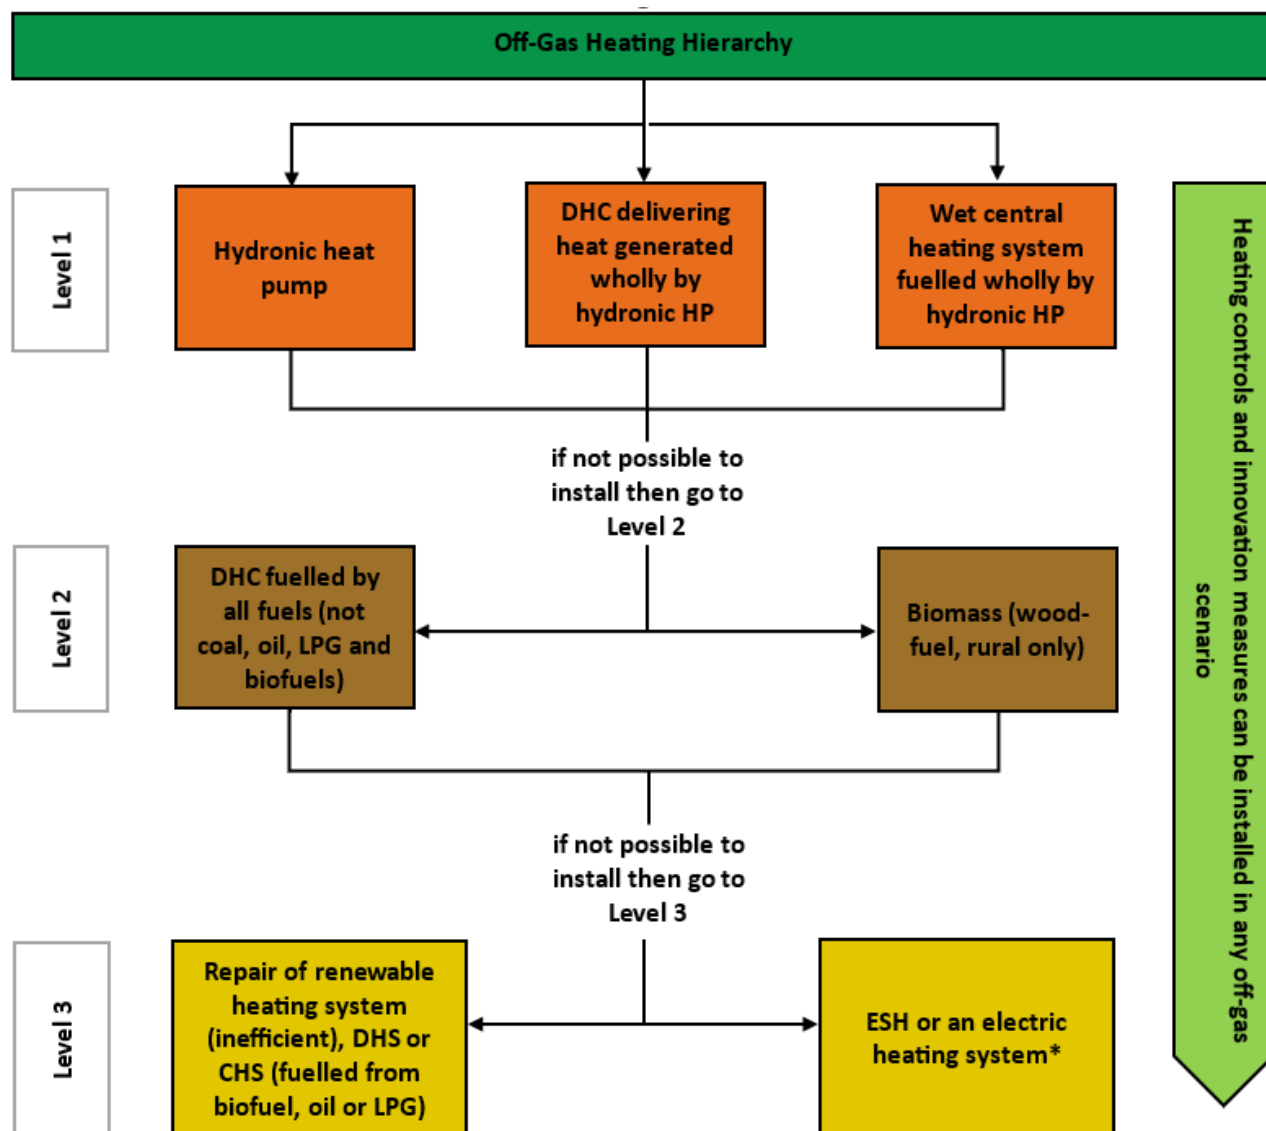 Off-Gas Heating Hierarchy
Level 1
Hydronic heat
pump
DHC delivering
heat generated
wholly by
hydronic HP
Wet central
heating system
fuelled wholly by
hydronic HP
Heating controls and innovation measures can be installed in any off-gas
scenario
if not possible to
install then go to
Level 2
Level 2
DHC fuelled by
all fuels (not
coal, oil, LPG and
biofuels)
Biomass (wood-
fuel, rural only)
if not possible to
install then go to
Level 3
Level 3
Repair of renewable
heating system
(inefficient), DHS or
CHS (fuelled from
biofuel, oil or LPG)
ESH or an electric
heating system*